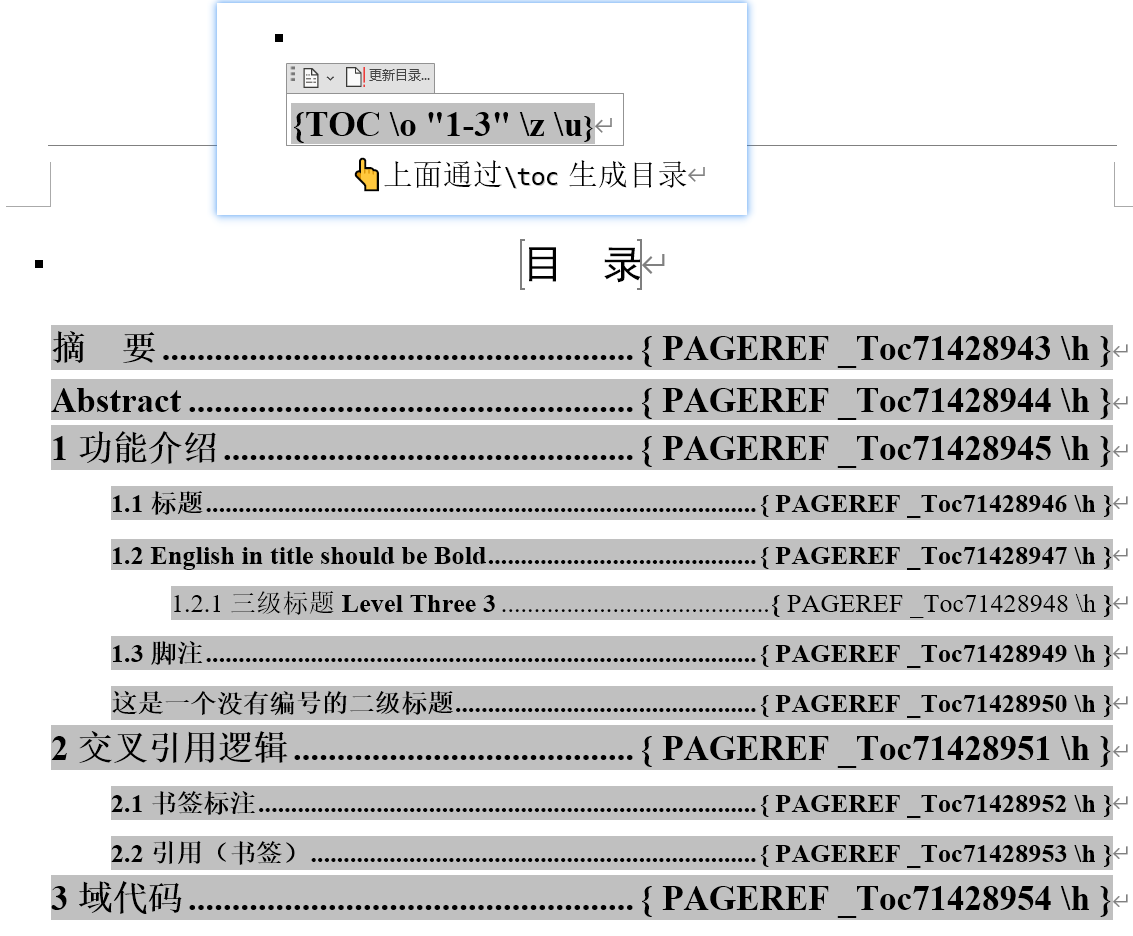 更新目录...
{TOC \o "1-3" \z \u}
👆上面通过\toc 生成目录
目　录
摘　要......................................................{ PAGEREF _Toc71428943 \h }
Abstract ...................................................{ PAGEREF _Toc71428944 \h }
1 功能介绍................................................{ PAGEREF _Toc71428945 \h }
1.1 标题....................................................................................{ PAGEREF _Toc71428946 \h }
1.2 English in title should be Bold.........................................{ PAGEREF _Toc71428947 \h }
1.2.1 三级标题 Level Three 3 .........................................{ PAGEREF _Toc71428948 \h }
1.3 脚注....................................................................................{ PAGEREF _Toc71428949 \h }
这是一个没有编号的二级标题..............................................{ PAGEREF _Toc71428950 \h }
2 交叉引用逻辑.......................................{ PAGEREF _Toc71428951 \h }
2.1 书签标注............................................................................{ PAGEREF _Toc71428952 \h }
2.2 引用（书签）....................................................................{ PAGEREF _Toc71428953 \h }
3 域代码...................................................{ PAGEREF _Toc71428954 \h }